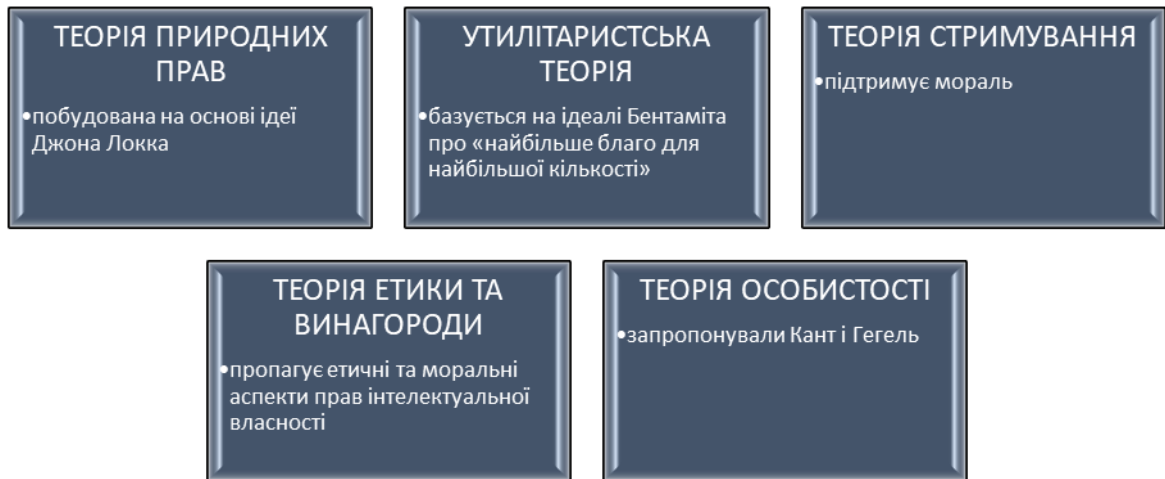 ТЕОРІЯ ПРИРОДНИХ
ПРАВ
•побудована на основі ідеї
Джона Локка
УТИЛІТАРИСТСЬКА
ТЕОРІЯ
•базується на ідеалі Бентаміта
про «найбільше благо для
найбільшої кількості»
ТЕОРІЯ СТРИМУВАННЯ
•підтримує мораль
ТЕОРІЯ ЕТИКИ ТА
ВИНАГОРОДИ
•пропагує етичні та моральні
аспекти прав інтелектуальної
власності
ТЕОРІЯ ОСОБИСТОСТІ
•запропонували Кант і Гегель